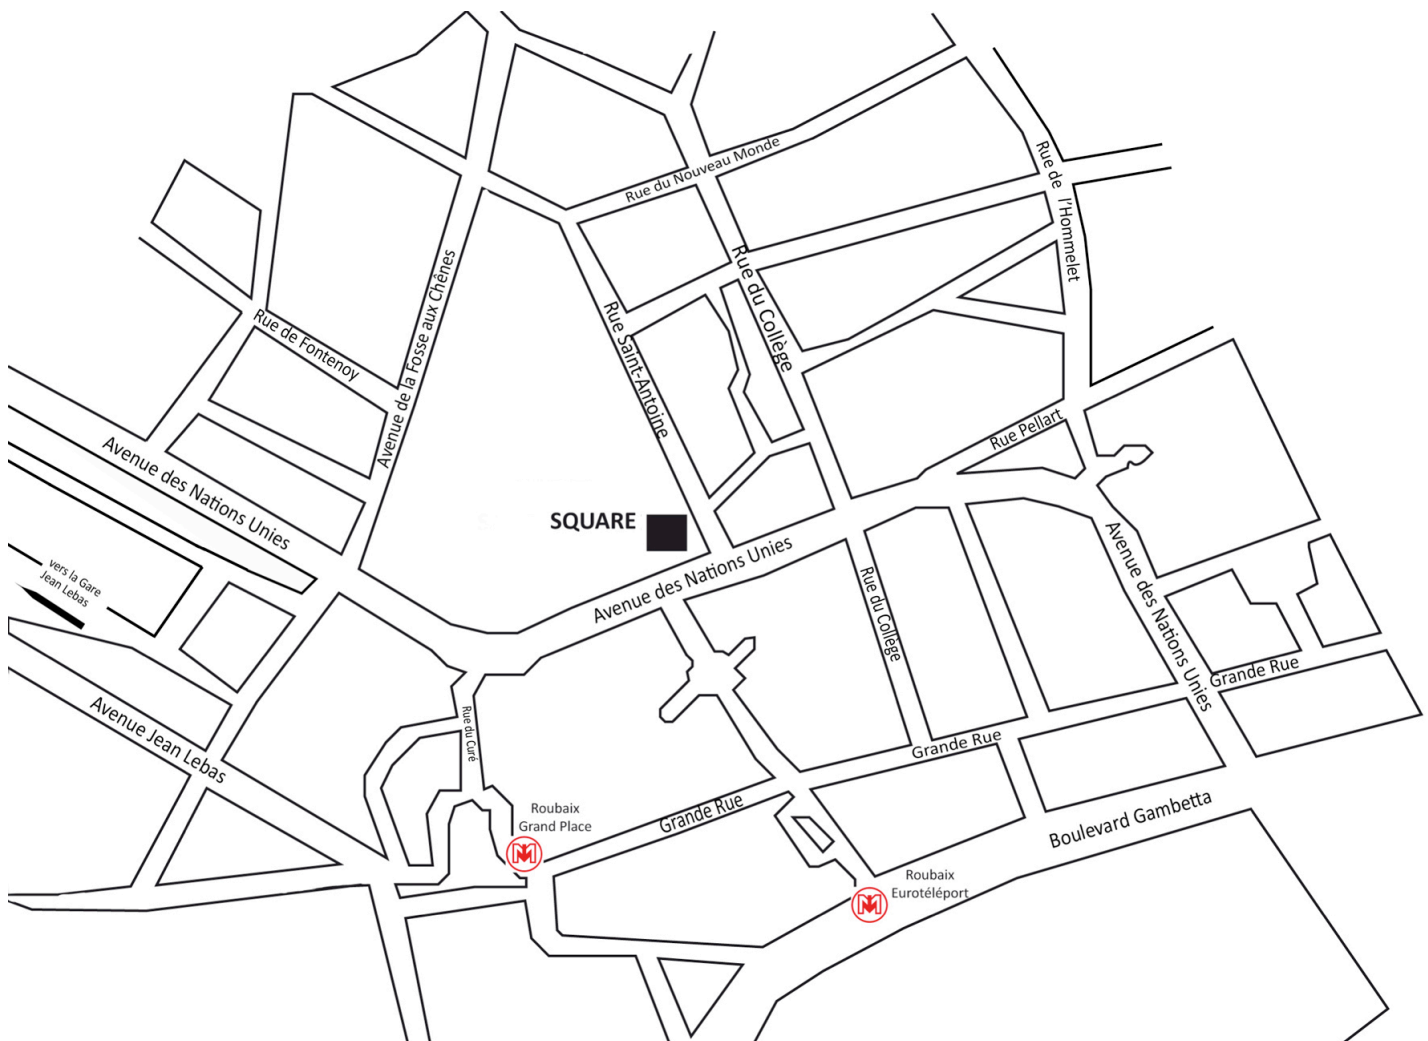 Rue du Nouveau Monde
Rue de l'Hommelet
Rue du Collège
Avenue de la Fosse aux Chênes
Rue de Fontenoy
Rue Saint-Antoine
Rue Pellart
Avenue des Nations Unies
SQUARE
Avenue des Nations Unies
Avenue des Nations Unies
vers la Gare
Jean Lebas
Rue du Collège
Grande Rue
Avenue Jean Lebas
Rue du Curé
Grande Rue
Grande Rue
Roubaix
Grand Place
M
Boulevard Gambetta
Roubaix
Eurotéléport
M